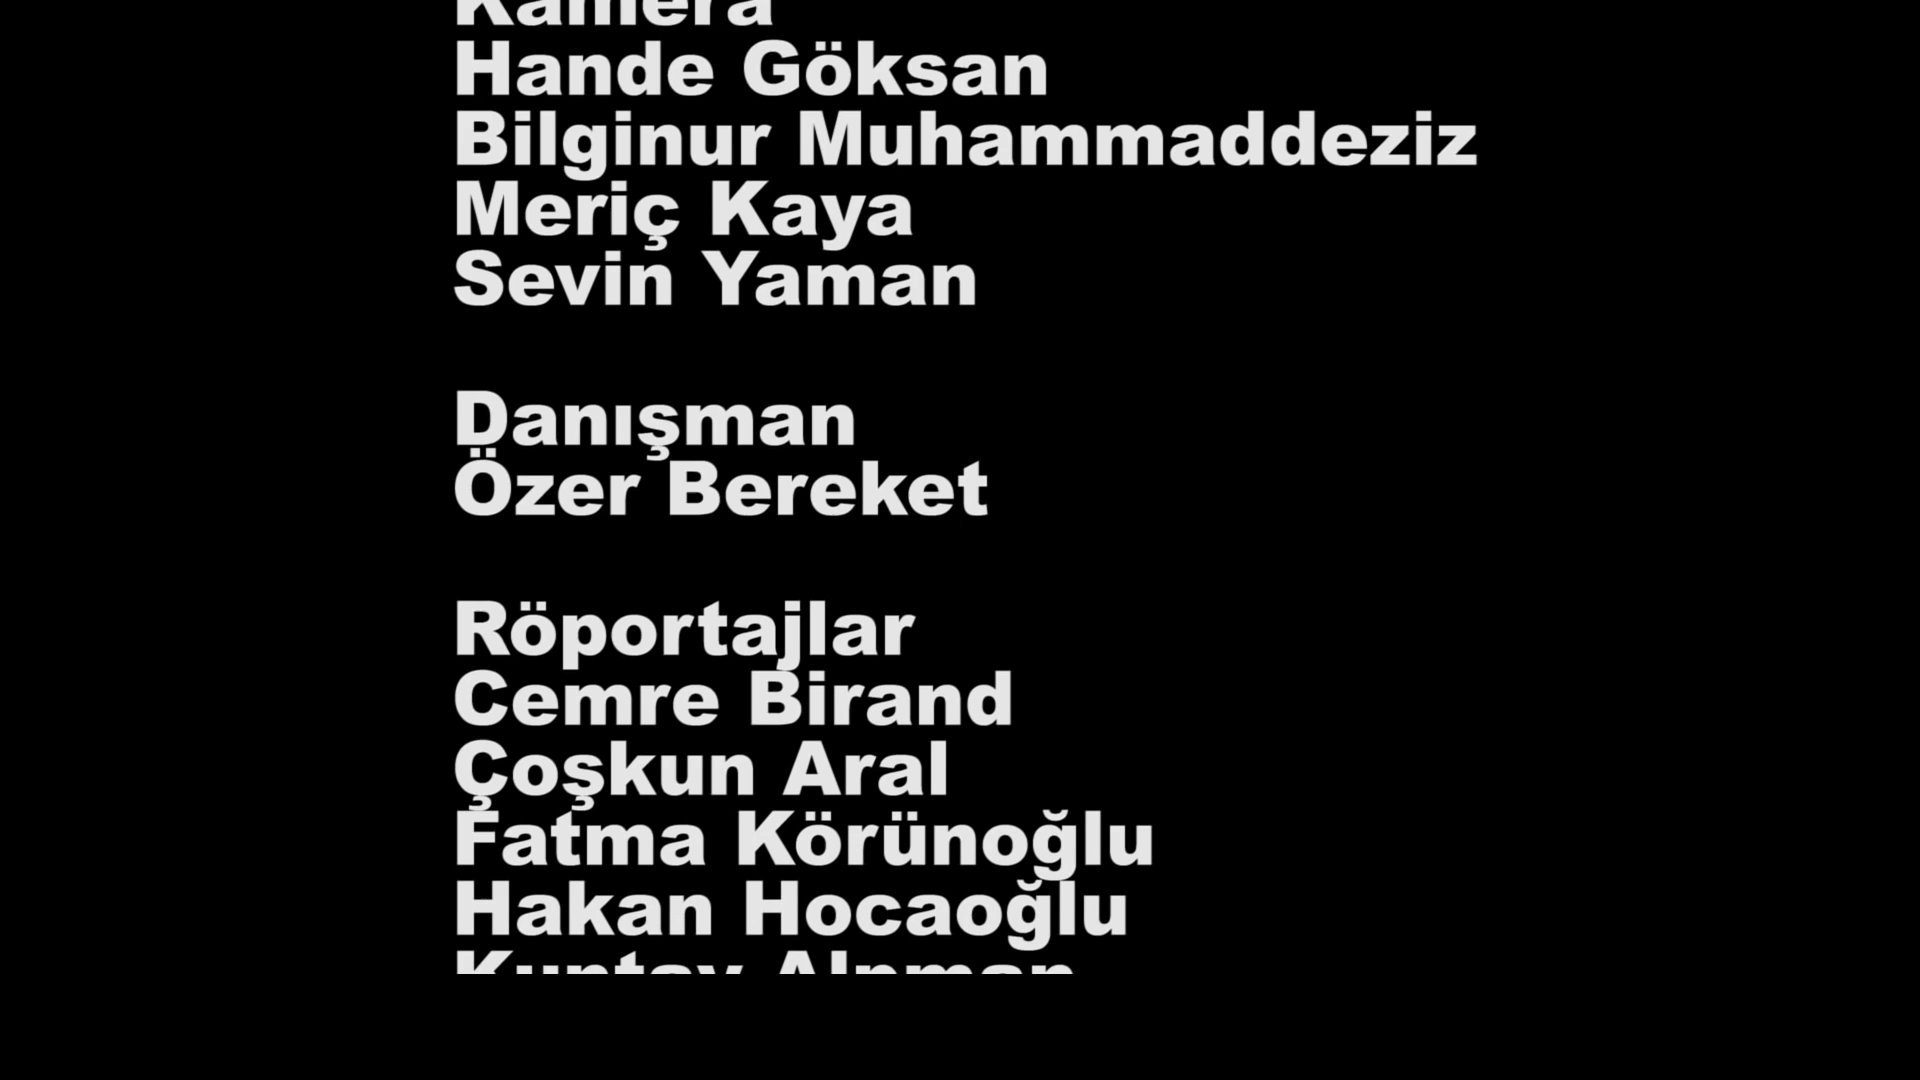 Kamera
Hande Göksan
Bilginur Muhammaddeziz
Meriç Kaya
Sevin Yaman
Danışman
Özer Bereket
Röportajlar
Cemre Birand
Çoşkun Aral
Fatma Körünoğlu
Hakan Hocaoğlu